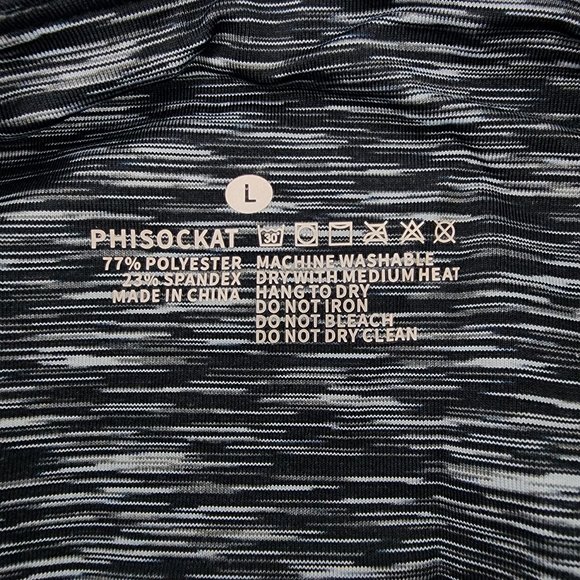 L
PHISOCKAT 30°
77% POLYESTER
23% SPANDEX
MADE IN CHINA
MACHINE WASHABLE
DRY WITH MEDIUM HEAT
HANG TO DRY
DO NOT IRON
DO NOT BLEACH
DO NOT DRY CLEAN